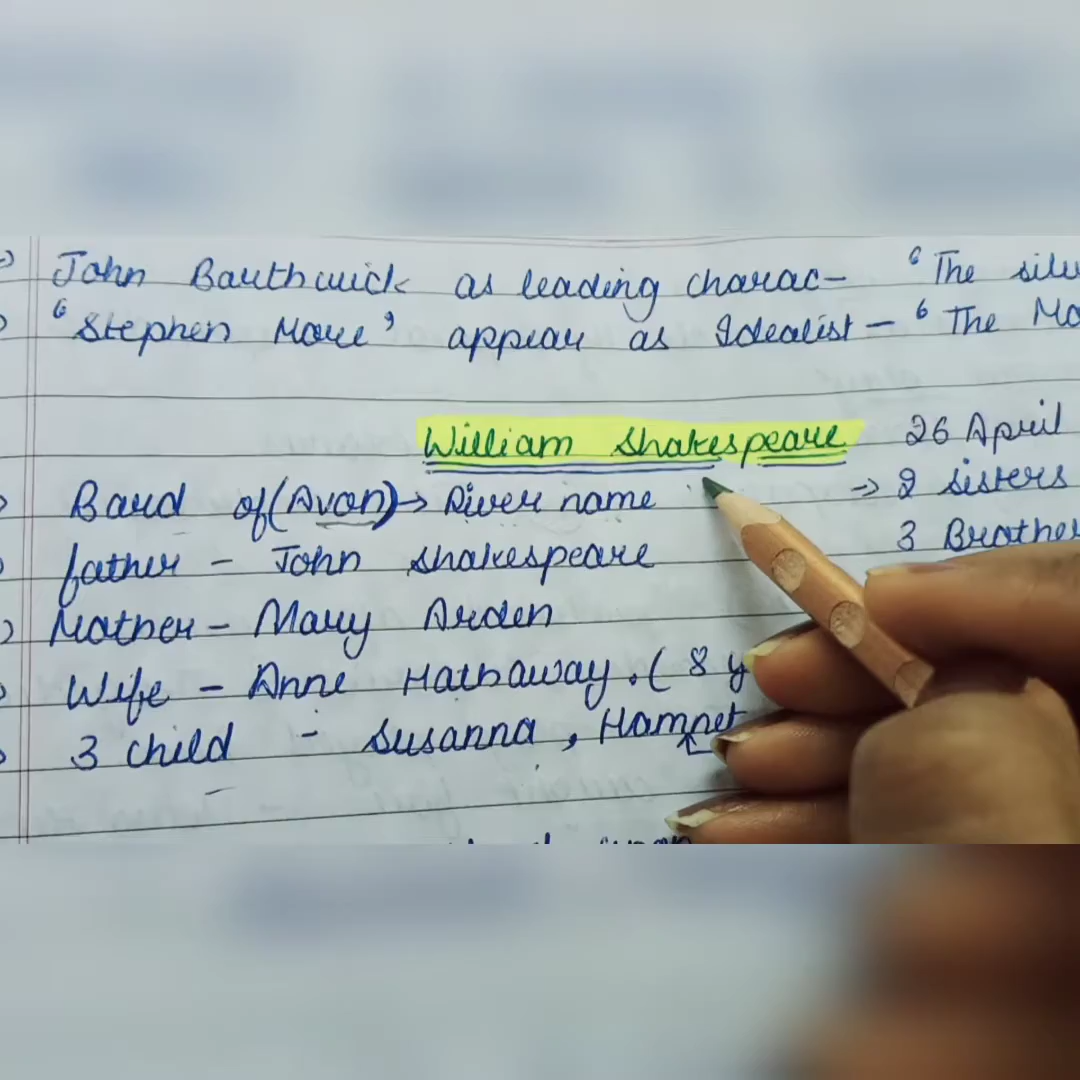 John Barthwick as leading charac- 'The silv
'Stephen More' appear as Idealist - 'The Mo
William Shakespeare 26 April
Bard of (Avon) → River name → 2 sisters
father - John Shakespeare 3 Brother
Mother - Mary Arden
Wife - Anne Hathaway. ( 8 y
3 child - Susanna, Hamnet